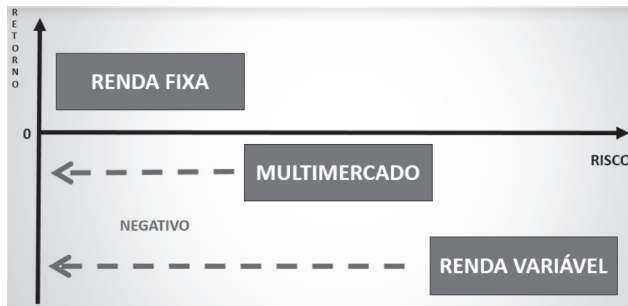 RETORNO
RENDA FIXA
0
RISCO
MULTIMERCADO
NEGATIVO
RENDA VARIÁVEL